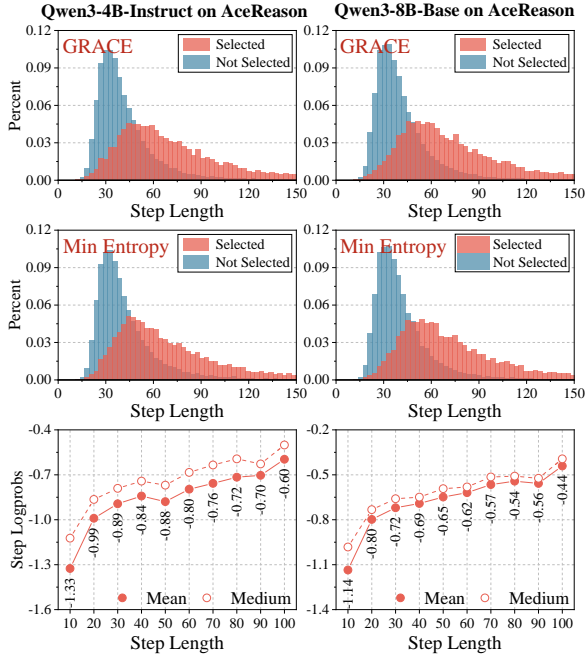 Qwen3-4B-Instruct on AceReason
Qwen3-8B-Base on AceReason
GRACE
Selected
Not Selected
Percent
0.12
0.09
0.06
0.03
0.00
0 30 60 90 120 150
Step Length
GRACE
Selected
Not Selected
0.12
0.09
0.06
0.03
0.00
0 30 60 90 120 150
Step Length
Min Entropy
Selected
Not Selected
Percent
0.12
0.09
0.06
0.03
0.00
0 30 60 90 120 150
Step Length
Min Entropy
Selected
Not Selected
0.12
0.09
0.06
0.03
0.00
0 30 60 90 120 150
Step Length
Step Logprobs
-0.4
-0.7
-1.0
-1.3
-1.6
-1.33
-0.99
-0.89
-0.84
-0.88
-0.80
-0.76
-0.72
-0.70
-0.60
Mean
Medium
10 20 30 40 50 60 70 80 90 100
Step Length
-0.2
-0.5
-0.8
-1.1
-1.4
-1.14
-0.80
-0.72
-0.69
-0.65
-0.62
-0.57
-0.54
-0.56
-0.44
Mean
Medium
10 20 30 40 50 60 70 80 90 100
Step Length